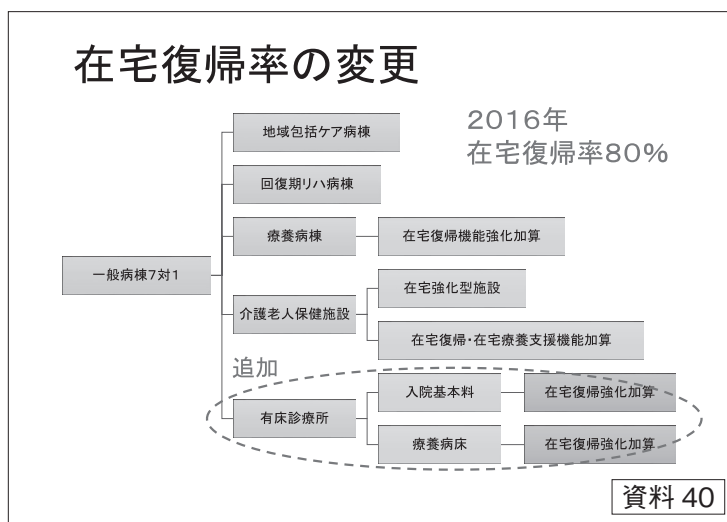 在宅復帰率の変更
2016年
在宅復帰率80%
地域包括ケア病棟
回復期リハ病棟
療養病棟
在宅復帰機能強化加算
一般病棟7対1
在宅強化型施設
介護老人保健施設
在宅復帰・在宅療養支援機能加算
追加
入院基本料
在宅復帰強化加算
有床診療所
療養病床
在宅復帰強化加算
資料 40